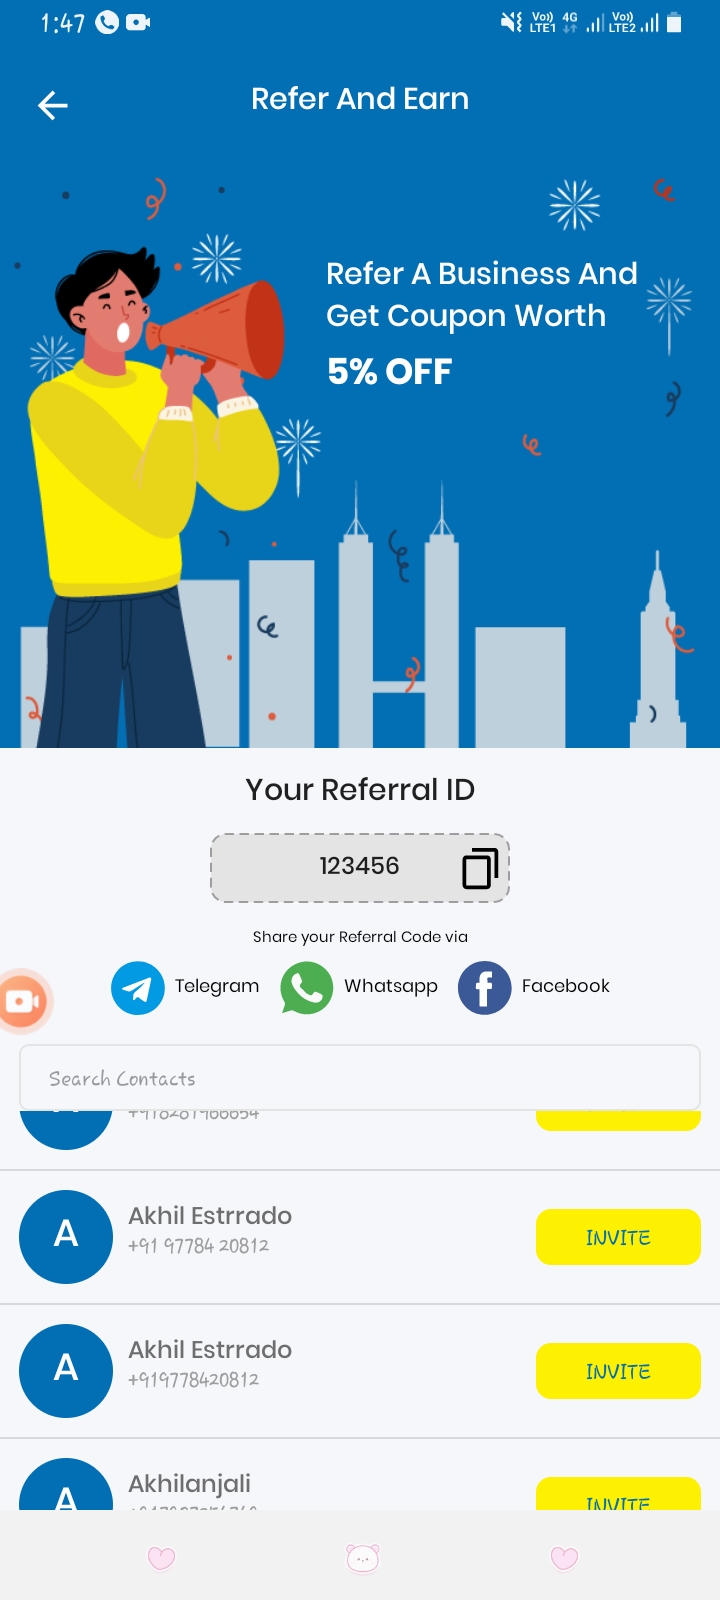 1:47
Vo)) 4G Vo))
LTE1 LTE2
Refer And Earn
Refer A Business And
Get Coupon Worth
5% OFF
Your Referral ID
123456
Share your Referral Code via
Telegram Whatsapp Facebook
Search Contacts
A
Akhil Estrrado
+91 97784 20812
INVITE
A
Akhil Estrrado
+919778420812
INVITE
A
Akhilanjali
INVITE